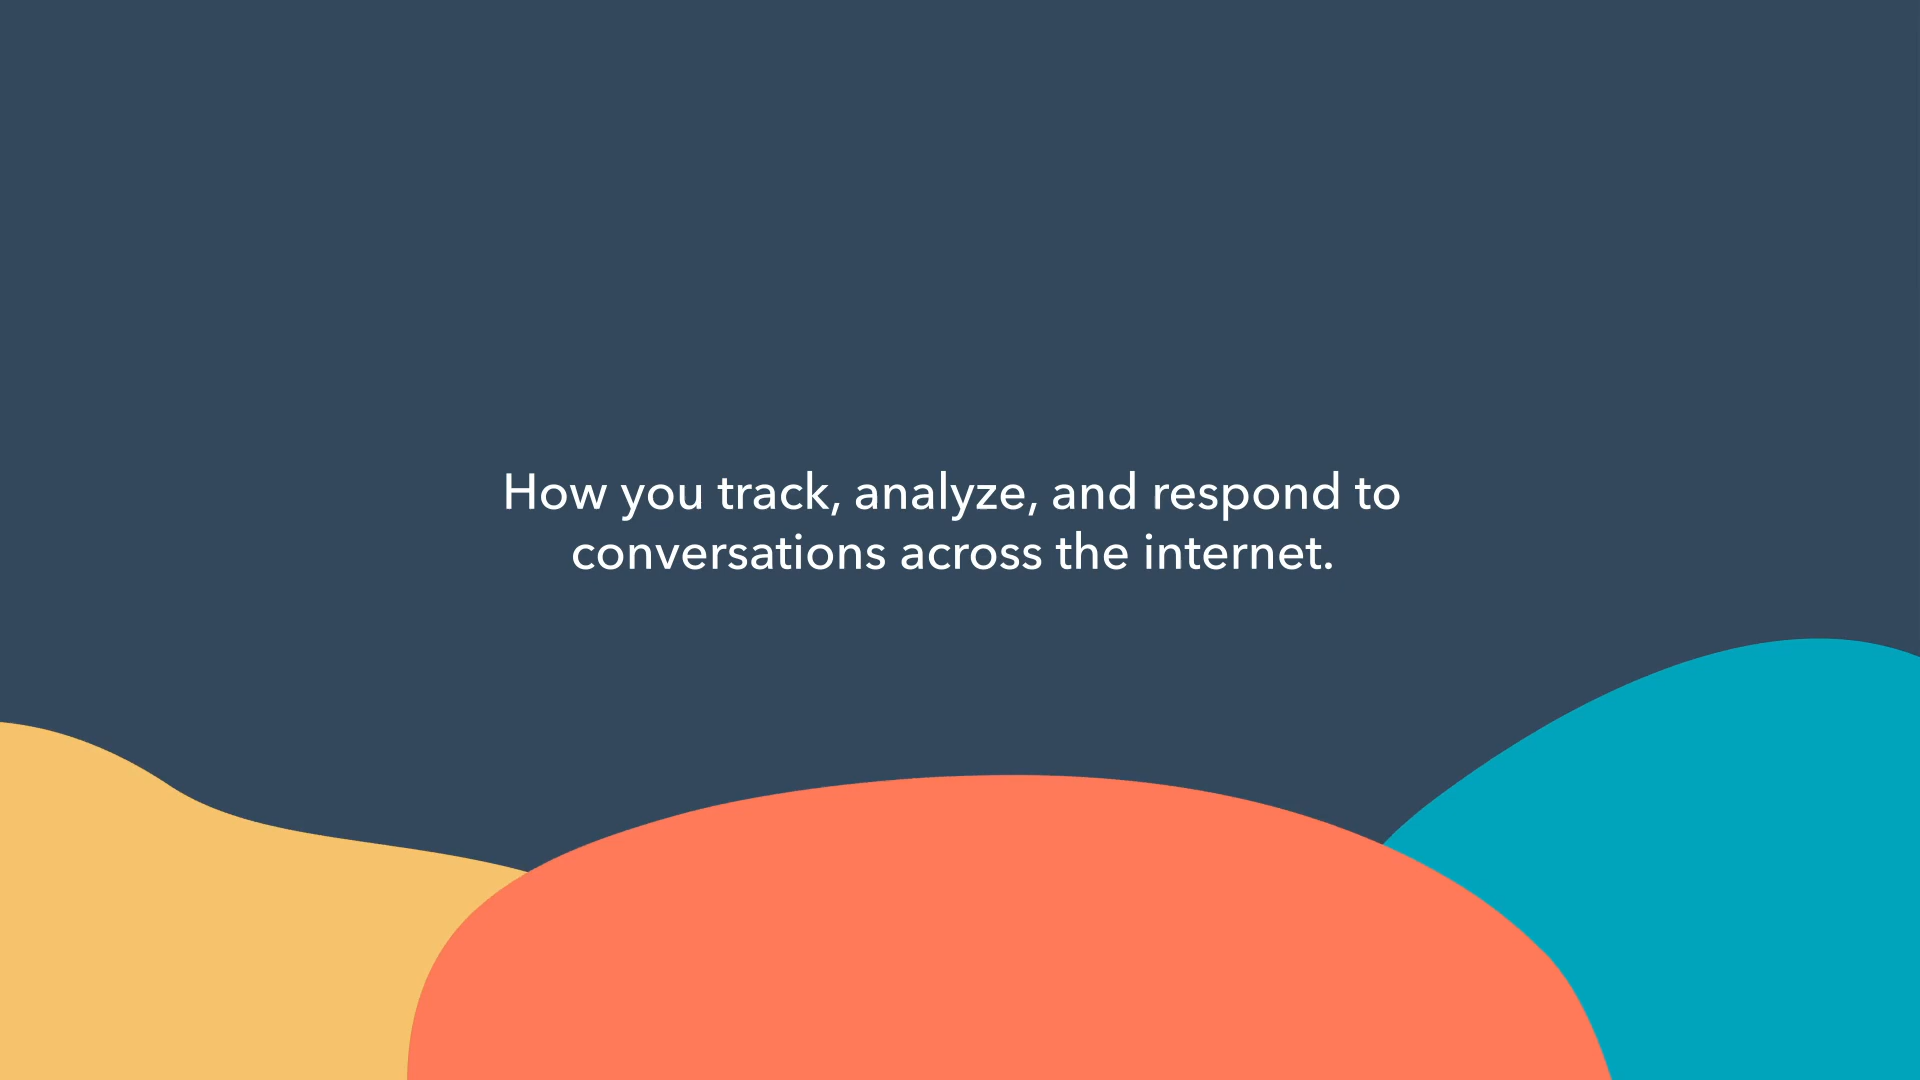 How you track, analyze, and respond to
conversations across the internet.